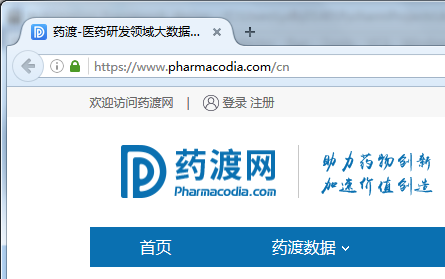 药渡-医药研发领域大数据...
https://www.pharmacodia.com/cn
欢迎访问药渡网 | 登录 注册
药渡网
Pharmacodia.com
助力药物创新
加速价值创造
首页 药渡数据